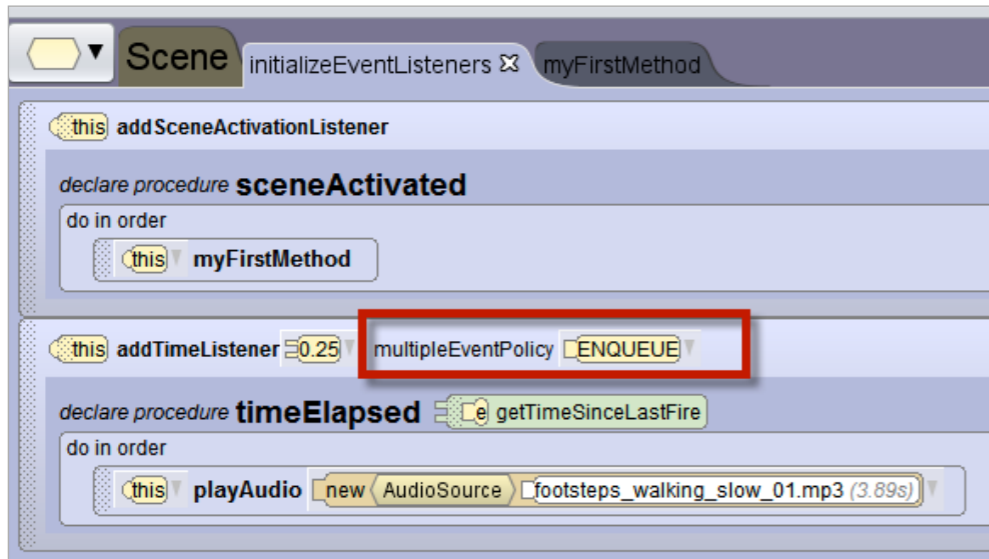 Scene initializeEventListeners myFirstMethod
this addSceneActivationListener
declare procedure sceneActivated
do in order
this myFirstMethod
this addTimeListener 0.25 multipleEventPolicy ENQUEUE
declare procedure timeElapsed e getTimeSinceLastFire
do in order
this playAudio new AudioSource footsteps_walking_slow_01.mp3 (3.89s)